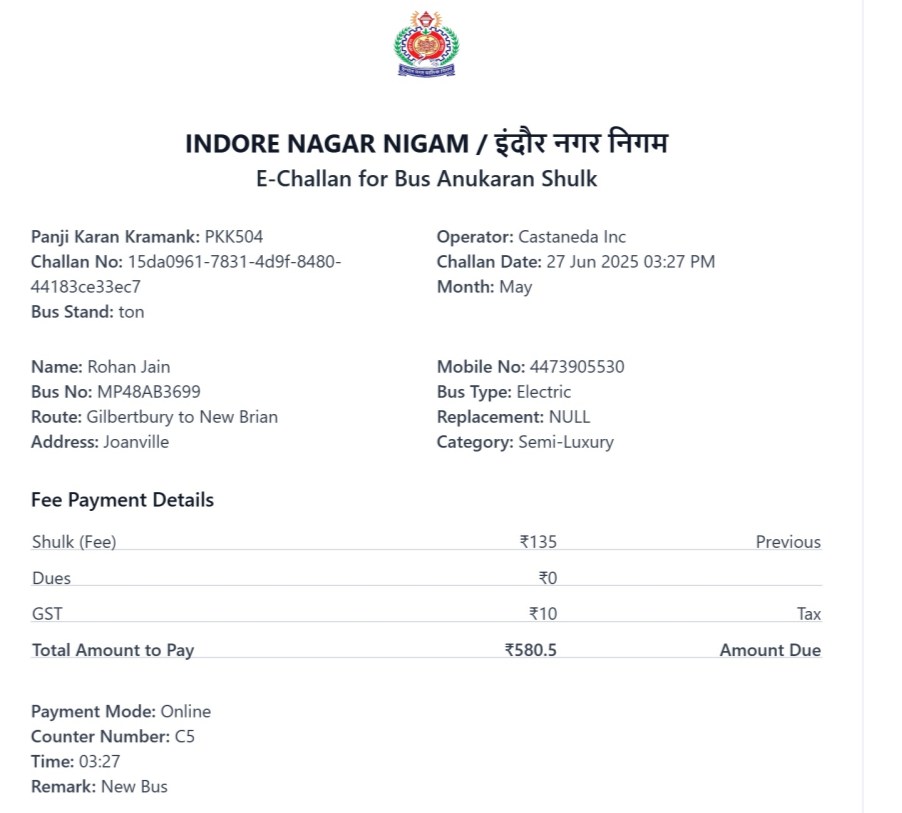 INDORE NAGAR NIGAM / इंदौर नगर निगम
E-Challan for Bus Anukaran Shulk
Panji Karan Kramank: PKK504
Challan No: 15da0961-7831-4d9f-8480-
44183ce33ec7
Bus Stand: ton
Operator: Castaneda Inc
Challan Date: 27 Jun 2025 03:27 PM
Month: May
Name: Rohan Jain
Bus No: MP48AB3699
Route: Gilbertbury to New Brian
Address: Joanville
Mobile No: 4473905530
Bus Type: Electric
Replacement: NULL
Category: Semi-Luxury
Fee Payment Details
Shulk (Fee) ₹135 Previous
Dues ₹0
GST ₹10 Tax
Total Amount to Pay ₹580.5 Amount Due
Payment Mode: Online
Counter Number: C5
Time: 03:27
Remark: New Bus